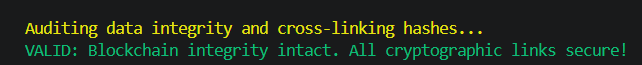 Auditing data integrity and cross-linking hashes...
VALID: Blockchain integrity intact. All cryptographic links secure!